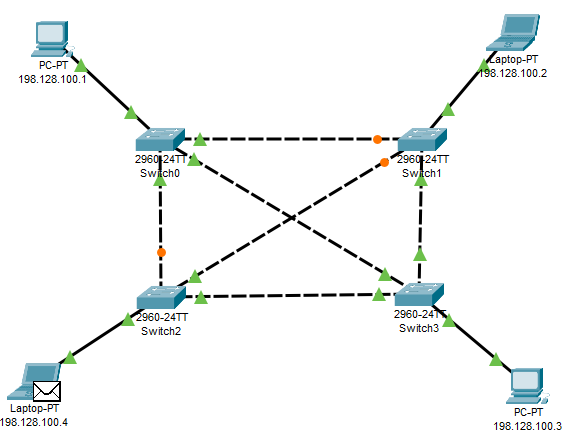 PC-PT
198.128.100.1
Laptop-PT
198.128.100.2
2960-24TT
Switch0
2960-24TT
Switch1
2960-24TT
Switch2
2960-24TT
Switch3
Laptop-PT
198.128.100.4
PC-PT
198.128.100.3